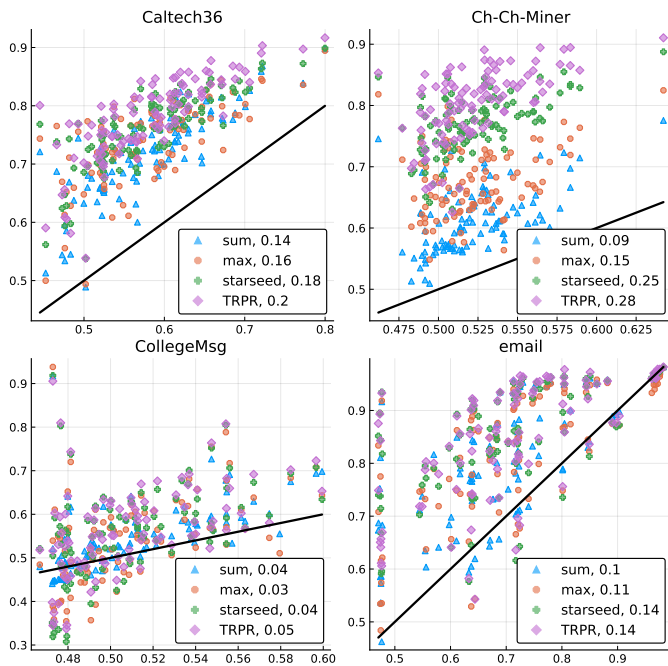 Caltech36
0.9
0.8
0.7
0.6
0.5
0.5 0.6 0.7 0.8
sum, 0.14
max, 0.16
starseed, 0.18
TRPR, 0.2
Ch-Ch-Miner
0.9
0.8
0.7
0.6
0.5
0.475 0.500 0.525 0.550 0.575 0.600 0.625
sum, 0.09
max, 0.15
starseed, 0.25
TRPR, 0.28
CollegeMsg
0.9
0.8
0.7
0.6
0.5
0.4
0.3
0.48 0.50 0.52 0.54 0.56 0.58 0.60
sum, 0.04
max, 0.03
starseed, 0.04
TRPR, 0.05
email
0.9
0.8
0.7
0.6
0.5
0.5 0.6 0.7 0.8 0.9
sum, 0.1
max, 0.11
starseed, 0.14
TRPR, 0.14